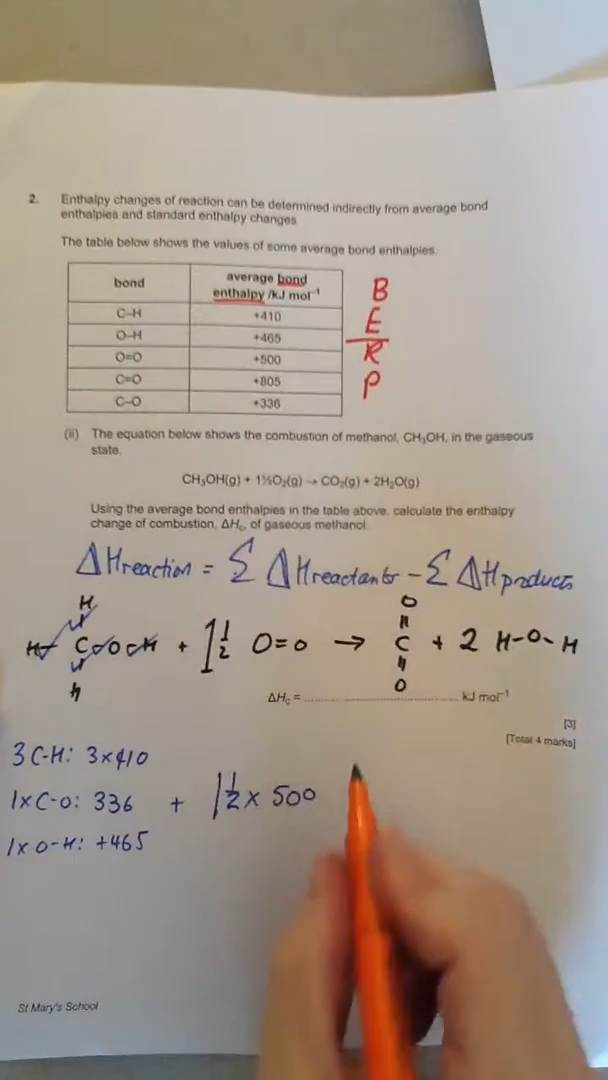 2. Enthalpy changes of reaction can be determined indirectly from average bond
enthalpies and standard enthalpy changes
The table below shows the values of some average bond enthalpies.
bond average bond
enthalpy /kJ mol⁻¹
C–H +410
O–H +465
O=O +500
C=O +805
C–O +336
B
E
R
P
(ii) The equation below shows the combustion of methanol, CH₃OH, in the gaseous
state.
CH₃OH(g) + 1½O₂(g) → CO₂(g) + 2H₂O(g)
Using the average bond enthalpies in the table above, calculate the enthalpy
change of combustion, ΔHc, of gaseous methanol.
ΔHreaction = Σ ΔHreactants - Σ ΔHproducts
H O
H C-O-H + 1½ O=O → C + 2 H-O-H
H O
ΔHc = .................................................. kJ mol⁻¹
[3]
[Total 4 marks]
3 C-H: 3×410
1×C-O: 336 + 1½ × 500
1×O-H: +465
St Mary's School